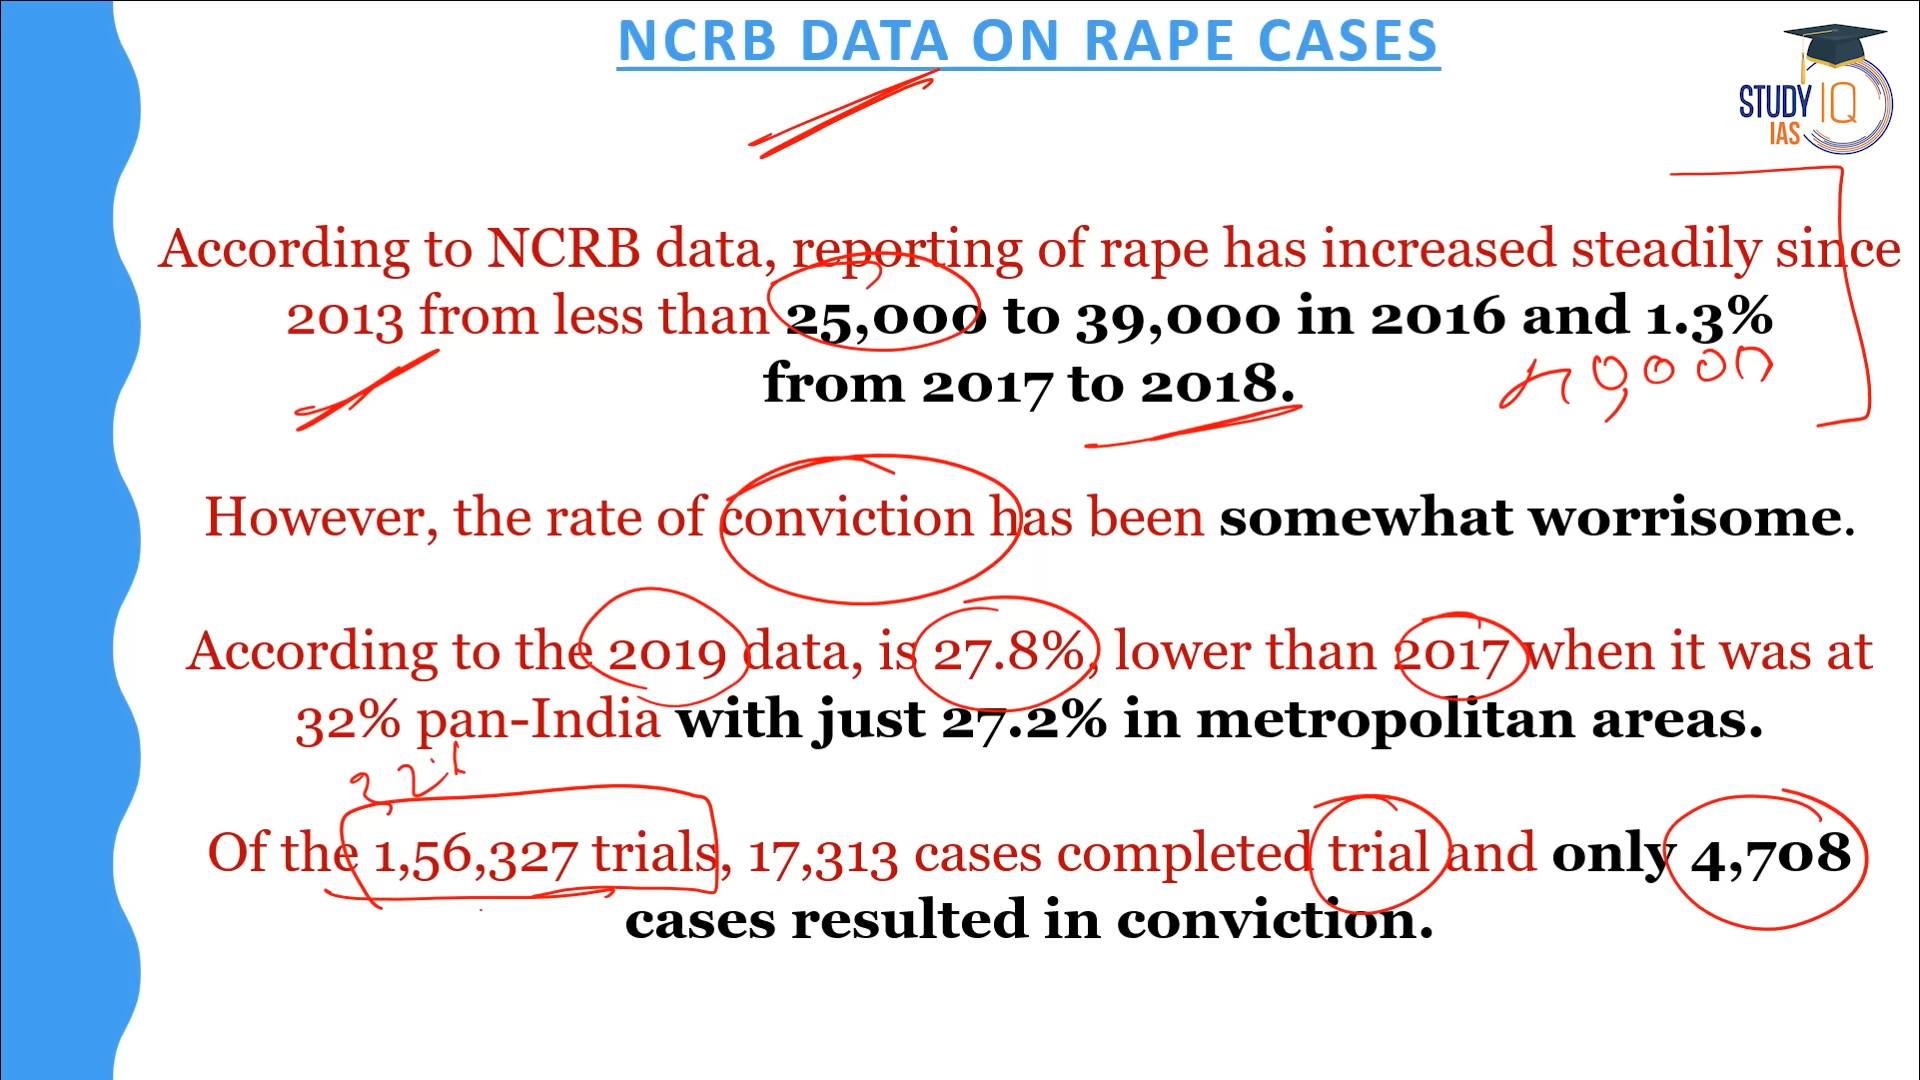 NCRB DATA ON RAPE CASES
STUDY IQ
IAS
According to NCRB data, reporting of rape has increased steadily since
2013 from less than 25,000 to 39,000 in 2016 and 1.3%
from 2017 to 2018.
However, the rate of conviction has been somewhat worrisome.
According to the 2019 data, is 27.8%, lower than 2017 when it was at
32% pan-India with just 27.2% in metropolitan areas.
Of the 1,56,327 trials, 17,313 cases completed trial and only 4,708
cases resulted in conviction.